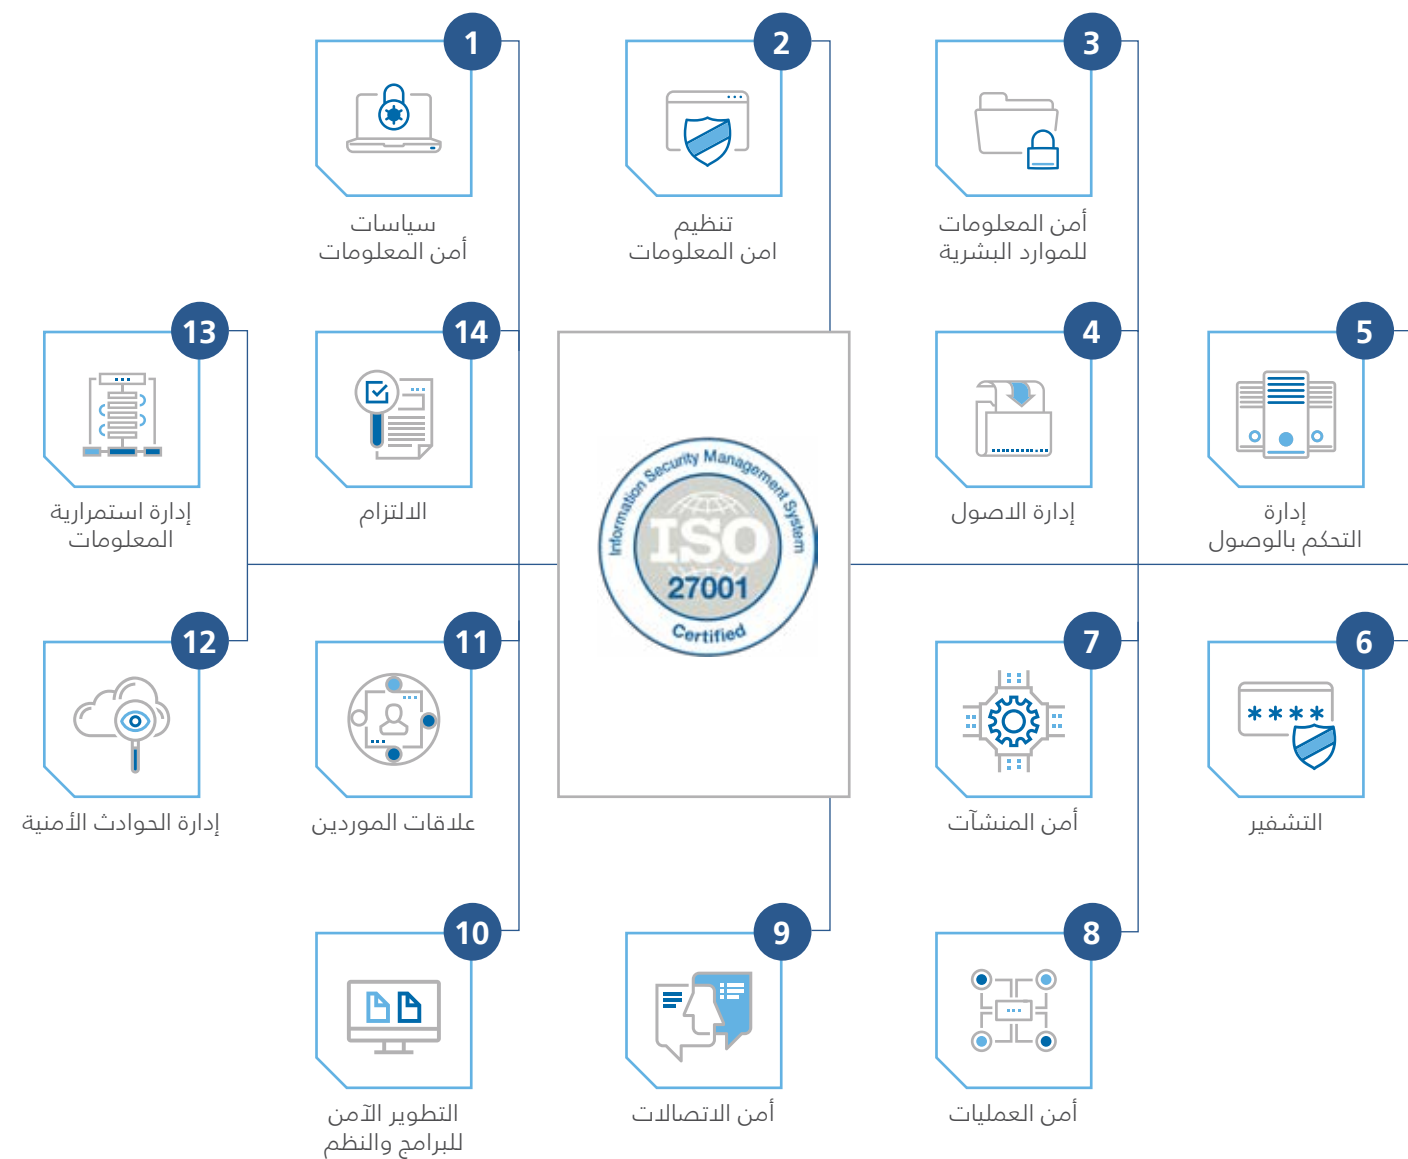 1
سياسات
أمن المعلومات
2
تنظيم
امن المعلومات
3
أمن المعلومات
للموارد البشرية
4
إدارة الاصول
5
إدارة
التحكم بالوصول
6
التشفير
7
أمن المنشآت
8
أمن العمليات
9
أمن الاتصالات
10
التطوير الآمن
للبرامج والنظم
11
علاقات الموردين
12
إدارة الحوادث الأمنية
13
إدارة استمرارية
المعلومات
14
الالتزام
Information Security Management System
ISO
27001
Certified
****